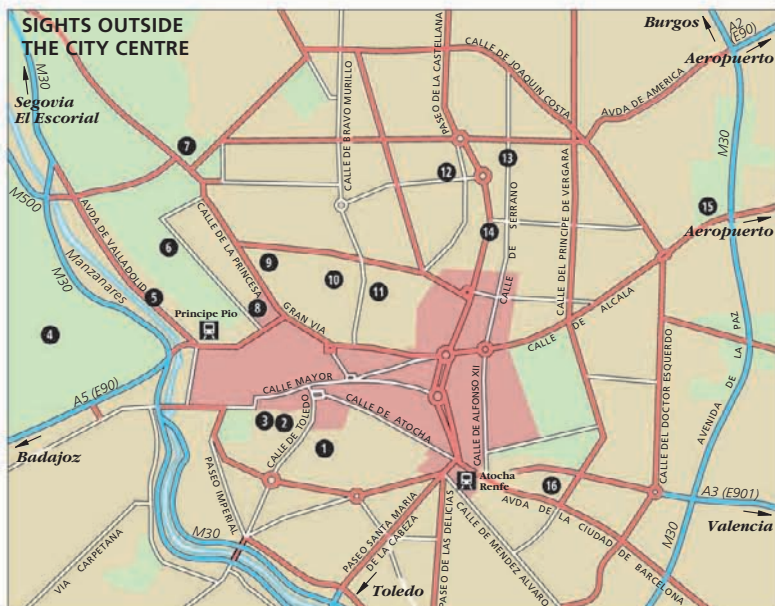 SIGHTS OUTSIDE
THE CITY CENTRE
Burgos
A2
(E90)
Aeropuerto
M30
Segovia
El Escorial
CALLE DE BRAVO MURILLO
PASEO DE LA CASTELLANA
CALLE DE JOAQUIN COSTA
AVDA DE AMERICA
M30
7
12
13
M500
AVDA DE VALLADOLID
CALLE DE LA PRINCESA
CALLE DE SERRANO
CALLE DEL PRINCIPE DE VERGARA
15
Aeropuerto
6
14
Manzanares
M30
9
10
11
5
8
Principe Pio
GRAN VIA
CALLE DE ALCALA
4
CALLE MAYOR
CALLE DE ALFONSO XII
CALLE DEL DOCTOR ESQUERDO
AVENIDA DE LA PAZ
A5 (E90)
Badajoz
3
2
CALLE DE TOLEDO
CALLE DE ATOCHA
1
Atocha
Renfe
16
A3 (E901)
Valencia
PASEO IMPERIAL
M30
VIA CARPETANA
PASEO SANTA MARIA
DE LA CABEZA
PASEO DE LAS DELICIAS
CALLE DE MENDEZ ALVARO
AVDA DE LA CIUDAD DE BARCELONA
M30
Toledo